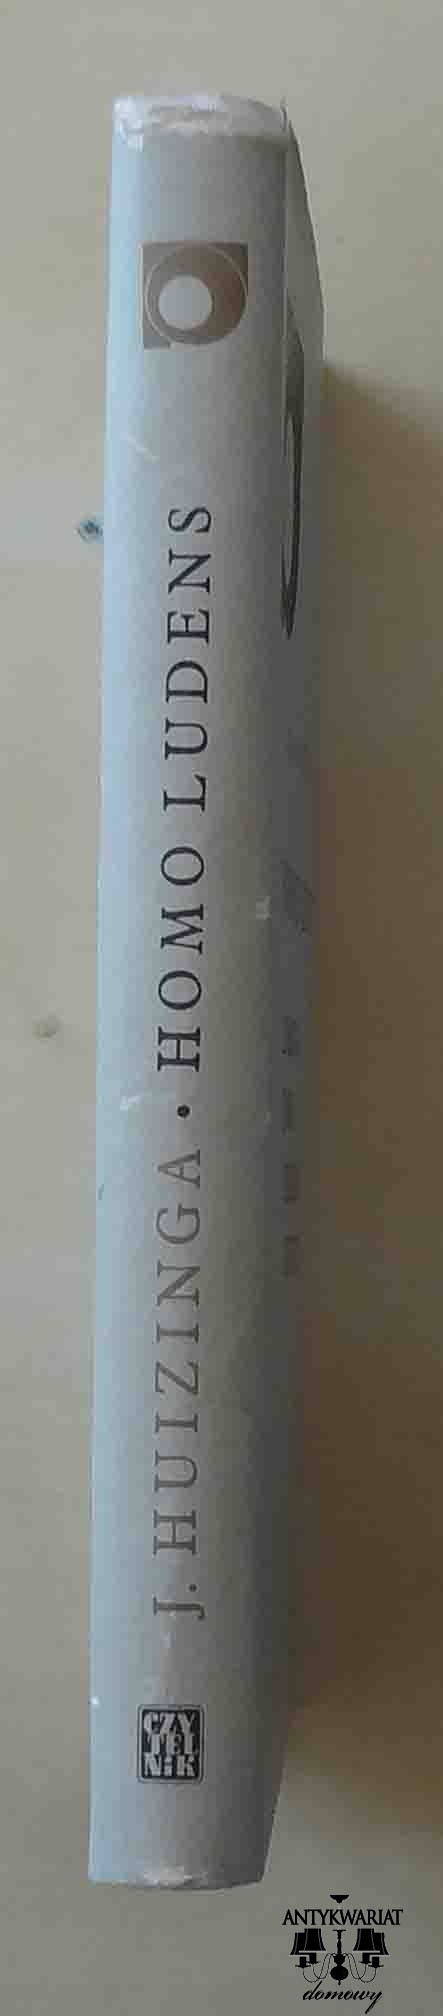 J. HUIZINGA • HOMO LUDENS
CZY
TEL
NIK
ANTYKWARIAT
domowy